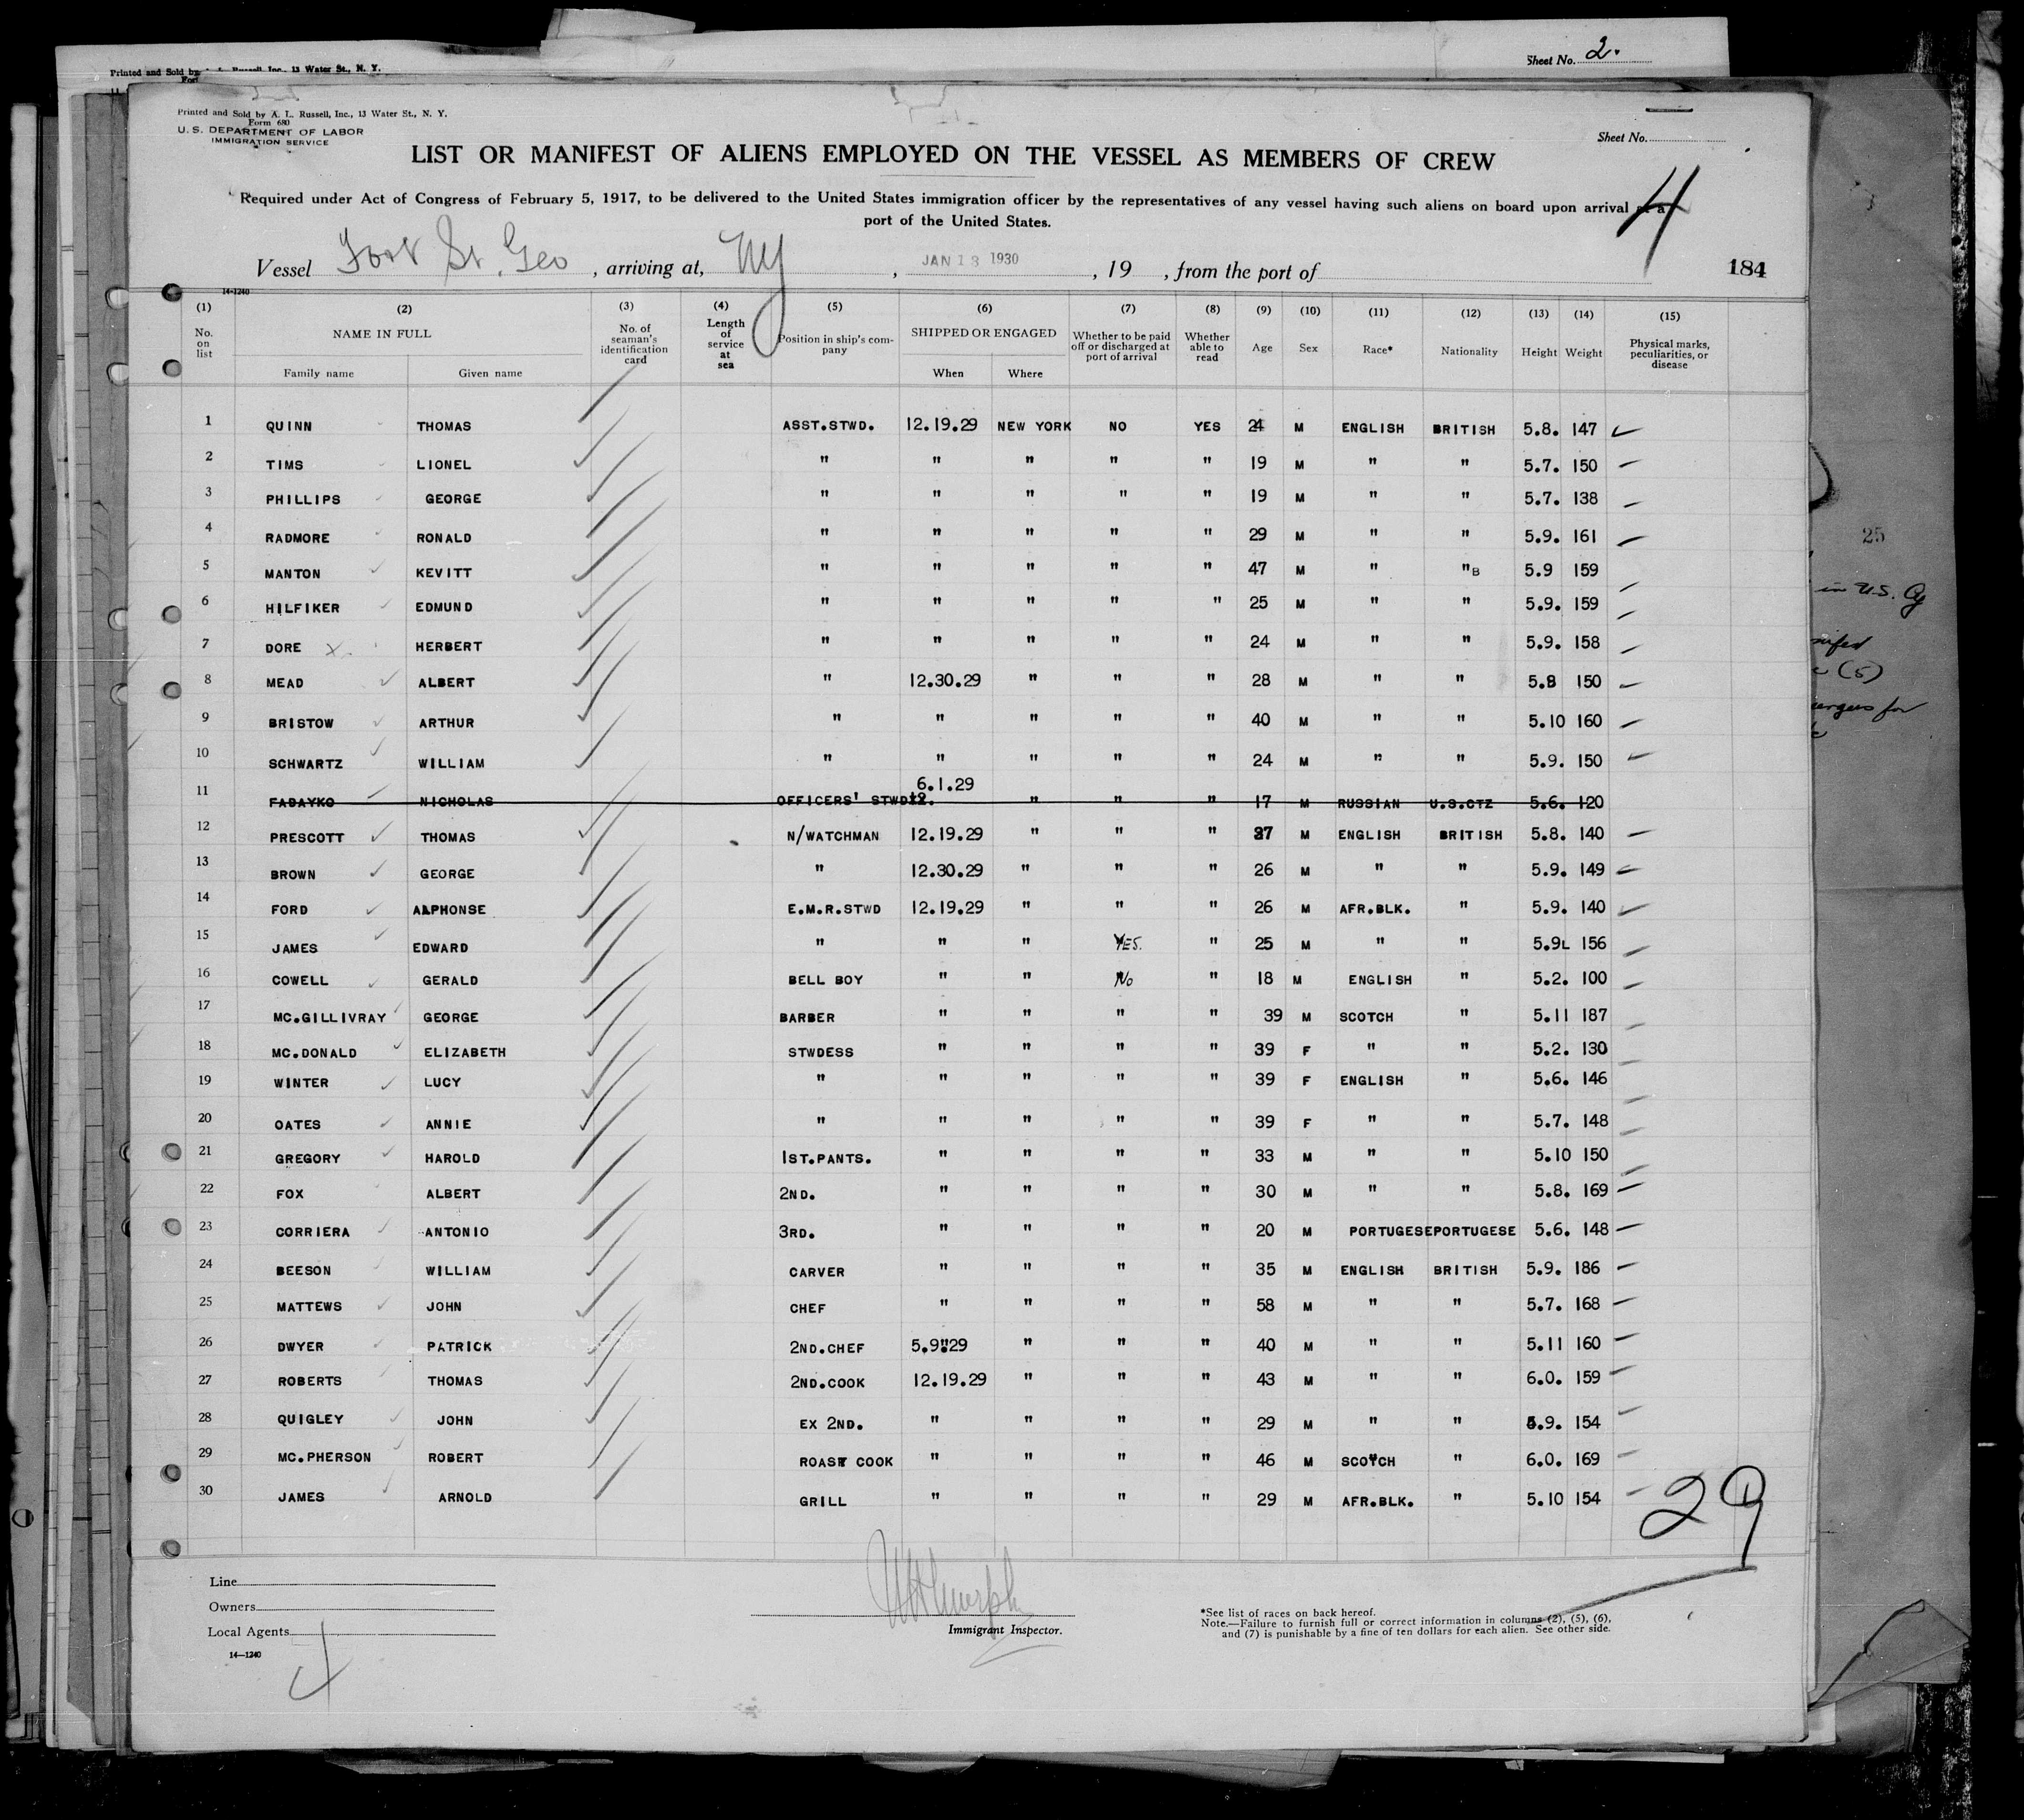 Sheet No. 2.
Printed and Sold by Russell, Inc., 13 Water St., N. Y.
Printed and Sold by A. L. Russell, Inc., 13 Water St., N. Y.
Form 680
U. S. DEPARTMENT OF LABOR
IMMIGRATION SERVICE
Sheet No.
LIST OR MANIFEST OF ALIENS EMPLOYED ON THE VESSEL AS MEMBERS OF CREW
Required under Act of Congress of February 5, 1917, to be delivered to the United States immigration officer by the representatives of any vessel having such aliens on board upon arrival at a
port of the United States.
4
Vessel Fort St. Geo, arriving at, NY, JAN 13 1930, 19 , from the port of
184
14-1240
(1) (2) (3) (4) (5) (6) (7) (8) (9) (10) (11) (12) (13) (14) (15)
No. on list NAME IN FULL No. of seaman's identification card Length of service at sea Position in ship's company SHIPPED OR ENGAGED Whether to be paid off or discharged at port of arrival Whether able to read Age Sex Race* Nationality Height Weight Physical marks, peculiarities, or disease
Family name Given name When Where
1 QUINN THOMAS ASST.STWD. 12.19.29 NEW YORK NO YES 24 M ENGLISH BRITISH 5.8. 147
2 TIMS LIONEL " " " " " 19 M " " 5.7. 150
3 PHILLIPS GEORGE " " " " " 19 M " " 5.7. 138
4 RADMORE RONALD " " " " " 29 M " " 5.9. 161
5 MANTON KEVITT " " " " " 47 M " "B 5.9 159
6 HILFIKER EDMUND " " " " " 25 M " " 5.9. 159
7 DORE X. HERBERT " " " " " 24 M " " 5.9. 158
8 MEAD ALBERT " 12.30.29 " " " 28 M " " 5.8 150
9 BRISTOW ARTHUR " " " " " 40 M " " 5.10 160
10 SCHWARTZ WILLIAM " " " " " 24 M " " 5.9. 150
11 FADAYKO NICHOLAS OFFICERS' STWD 6.1.29 " " " 17 M RUSSIAN U.S.CTZ 5.6. 120
12 PRESCOTT THOMAS N/WATCHMAN 12.19.29 " " " 37 M ENGLISH BRITISH 5.8. 140
13 BROWN GEORGE " 12.30.29 " " " 26 M " " 5.9. 149
14 FORD ALPHONSE E.M.R.STWD 12.19.29 " " " 26 M AFR.BLK. " 5.9. 140
15 JAMES EDWARD " " " YES. " 25 M " " 5.9L 156
16 COWELL GERALD BELL BOY " " No " 18 M ENGLISH " 5.2. 100
17 MC.GILLIVRAY GEORGE BARBER " " " " 39 M SCOTCH " 5.11 187
18 MC.DONALD ELIZABETH STWDESS " " " " 39 F " " 5.2. 130
19 WINTER LUCY " " " " " 39 F ENGLISH " 5.6. 146
20 OATES ANNIE " " " " " 39 F " " 5.7. 148
21 GREGORY HAROLD 1ST.PANTS. " " " " 33 M " " 5.10 150
22 FOX ALBERT 2ND. " " " " 30 M " " 5.8. 169
23 CORRIERA ANTONIO 3RD. " " " " 20 M PORTUGESE PORTUGESE 5.6. 148
24 BEESON WILLIAM CARVER " " " " 35 M ENGLISH BRITISH 5.9. 186
25 MATTEWS JOHN CHEF " " " " 58 M " " 5.7. 168
26 DWYER PATRICK 2ND.CHEF 5.9.29 " " " 40 M " " 5.11 160
27 ROBERTS THOMAS 2ND.COOK 12.19.29 " " " 43 M " " 6.0. 159
28 QUIGLEY JOHN EX 2ND. " " " " 29 M " " 5.9. 154
29 MC.PHERSON ROBERT ROAST COOK " " " " 46 M SCOTCH " 6.0. 169
30 JAMES ARNOLD GRILL " " " " 29 M AFR.BLK. " 5.10 154
29
Line
Owners
Local Agents
14—1240
Immigrant Inspector.
*See list of races on back hereof.
Note.—Failure to furnish full or correct information in columns (2), (5), (6),
and (7) is punishable by a fine of ten dollars for each alien. See other side.
25
in U.S.
(5)
for